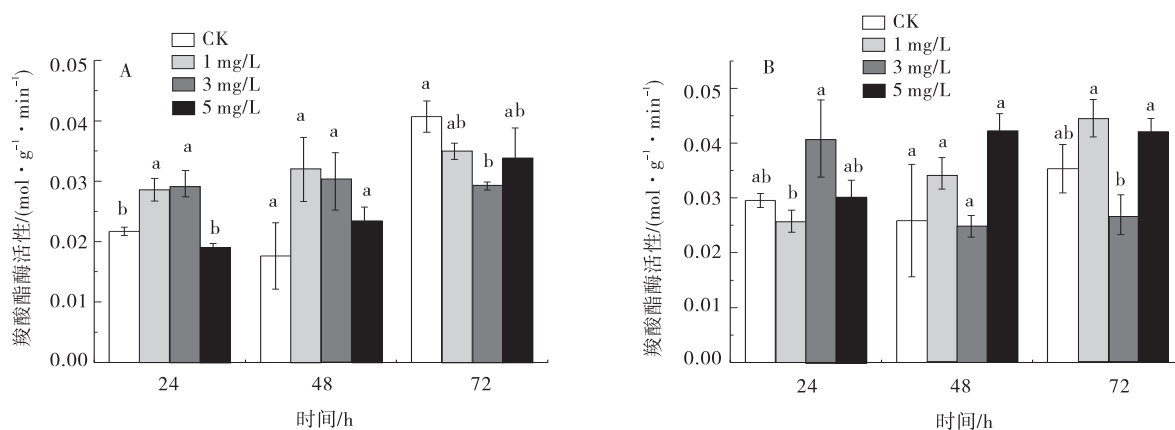 A
CK
1 mg/L
3 mg/L
5 mg/L
羧酸酯酶活性/(mol·g⁻¹·min⁻¹)
0.05
0.04
0.03
0.02
0.01
0.00
b
a
a
b
a
a
a
a
a
ab
b
ab
24
48
72
时间/h
B
CK
1 mg/L
3 mg/L
5 mg/L
羧酸酯酶活性/(mol·g⁻¹·min⁻¹)
0.05
0.04
0.03
0.02
0.01
0.00
ab
b
a
ab
a
a
a
a
ab
a
b
a
24
48
72
时间/h